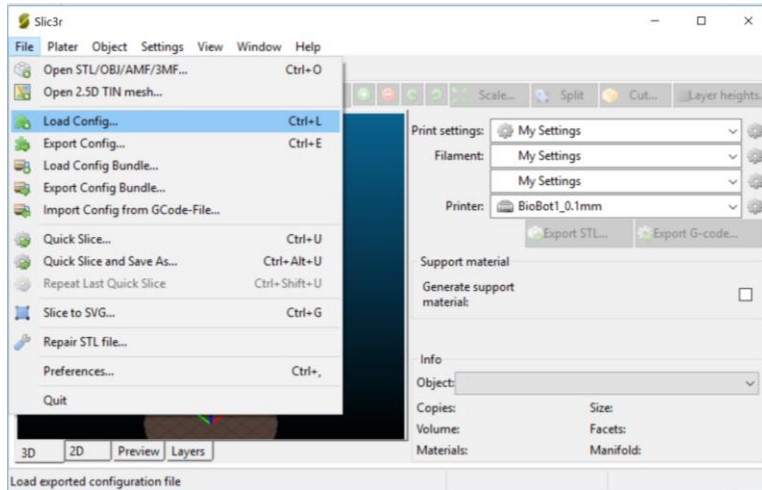 Slic3r
File Plater Object Settings View Window Help
Open STL/OBJ/AMF/3MF... Ctrl+O
Open 2.5D TIN mesh...
Load Config... Ctrl+L
Export Config... Ctrl+E
Load Config Bundle...
Export Config Bundle...
Import Config from GCode-File...
Quick Slice... Ctrl+U
Quick Slice and Save As... Ctrl+Alt+U
Repeat Last Quick Slice Ctrl+Shift+U
Slice to SVG... Ctrl+G
Repair STL file...
Preferences... Ctrl+,
Quit
Scale... Split Cut... Layer heights.
Print settings: My Settings
Filament: My Settings
My Settings
Printer: BioBot1_0.1mm
Export STL... Export G-code...
Support material
Generate support
material:
Info
Object:
Copies: Size:
Volume: Facets:
Materials: Manifold:
3D 2D Preview Layers
Load exported configuration file